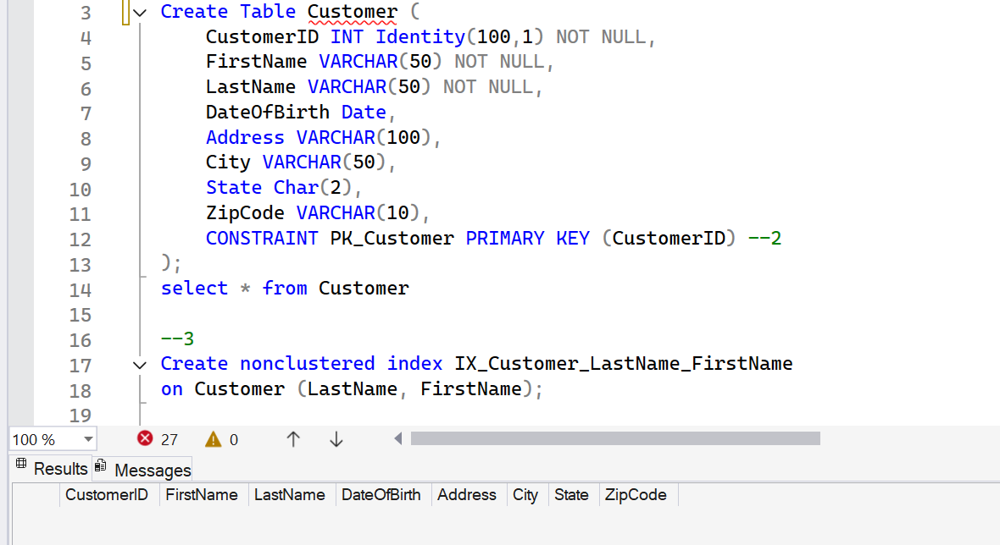 3 Create Table Customer (
4 CustomerID INT Identity(100,1) NOT NULL,
5 FirstName VARCHAR(50) NOT NULL,
6 LastName VARCHAR(50) NOT NULL,
7 DateOfBirth Date,
8 Address VARCHAR(100),
9 City VARCHAR(50),
10 State Char(2),
11 ZipCode VARCHAR(10),
12 CONSTRAINT PK_Customer PRIMARY KEY (CustomerID) --2
13 );
14 select * from Customer
15
16 --3
17 Create nonclustered index IX_Customer_LastName_FirstName
18 on Customer (LastName, FirstName);
19
100 % 27 0
Results Messages
CustomerID FirstName LastName DateOfBirth Address City State ZipCode